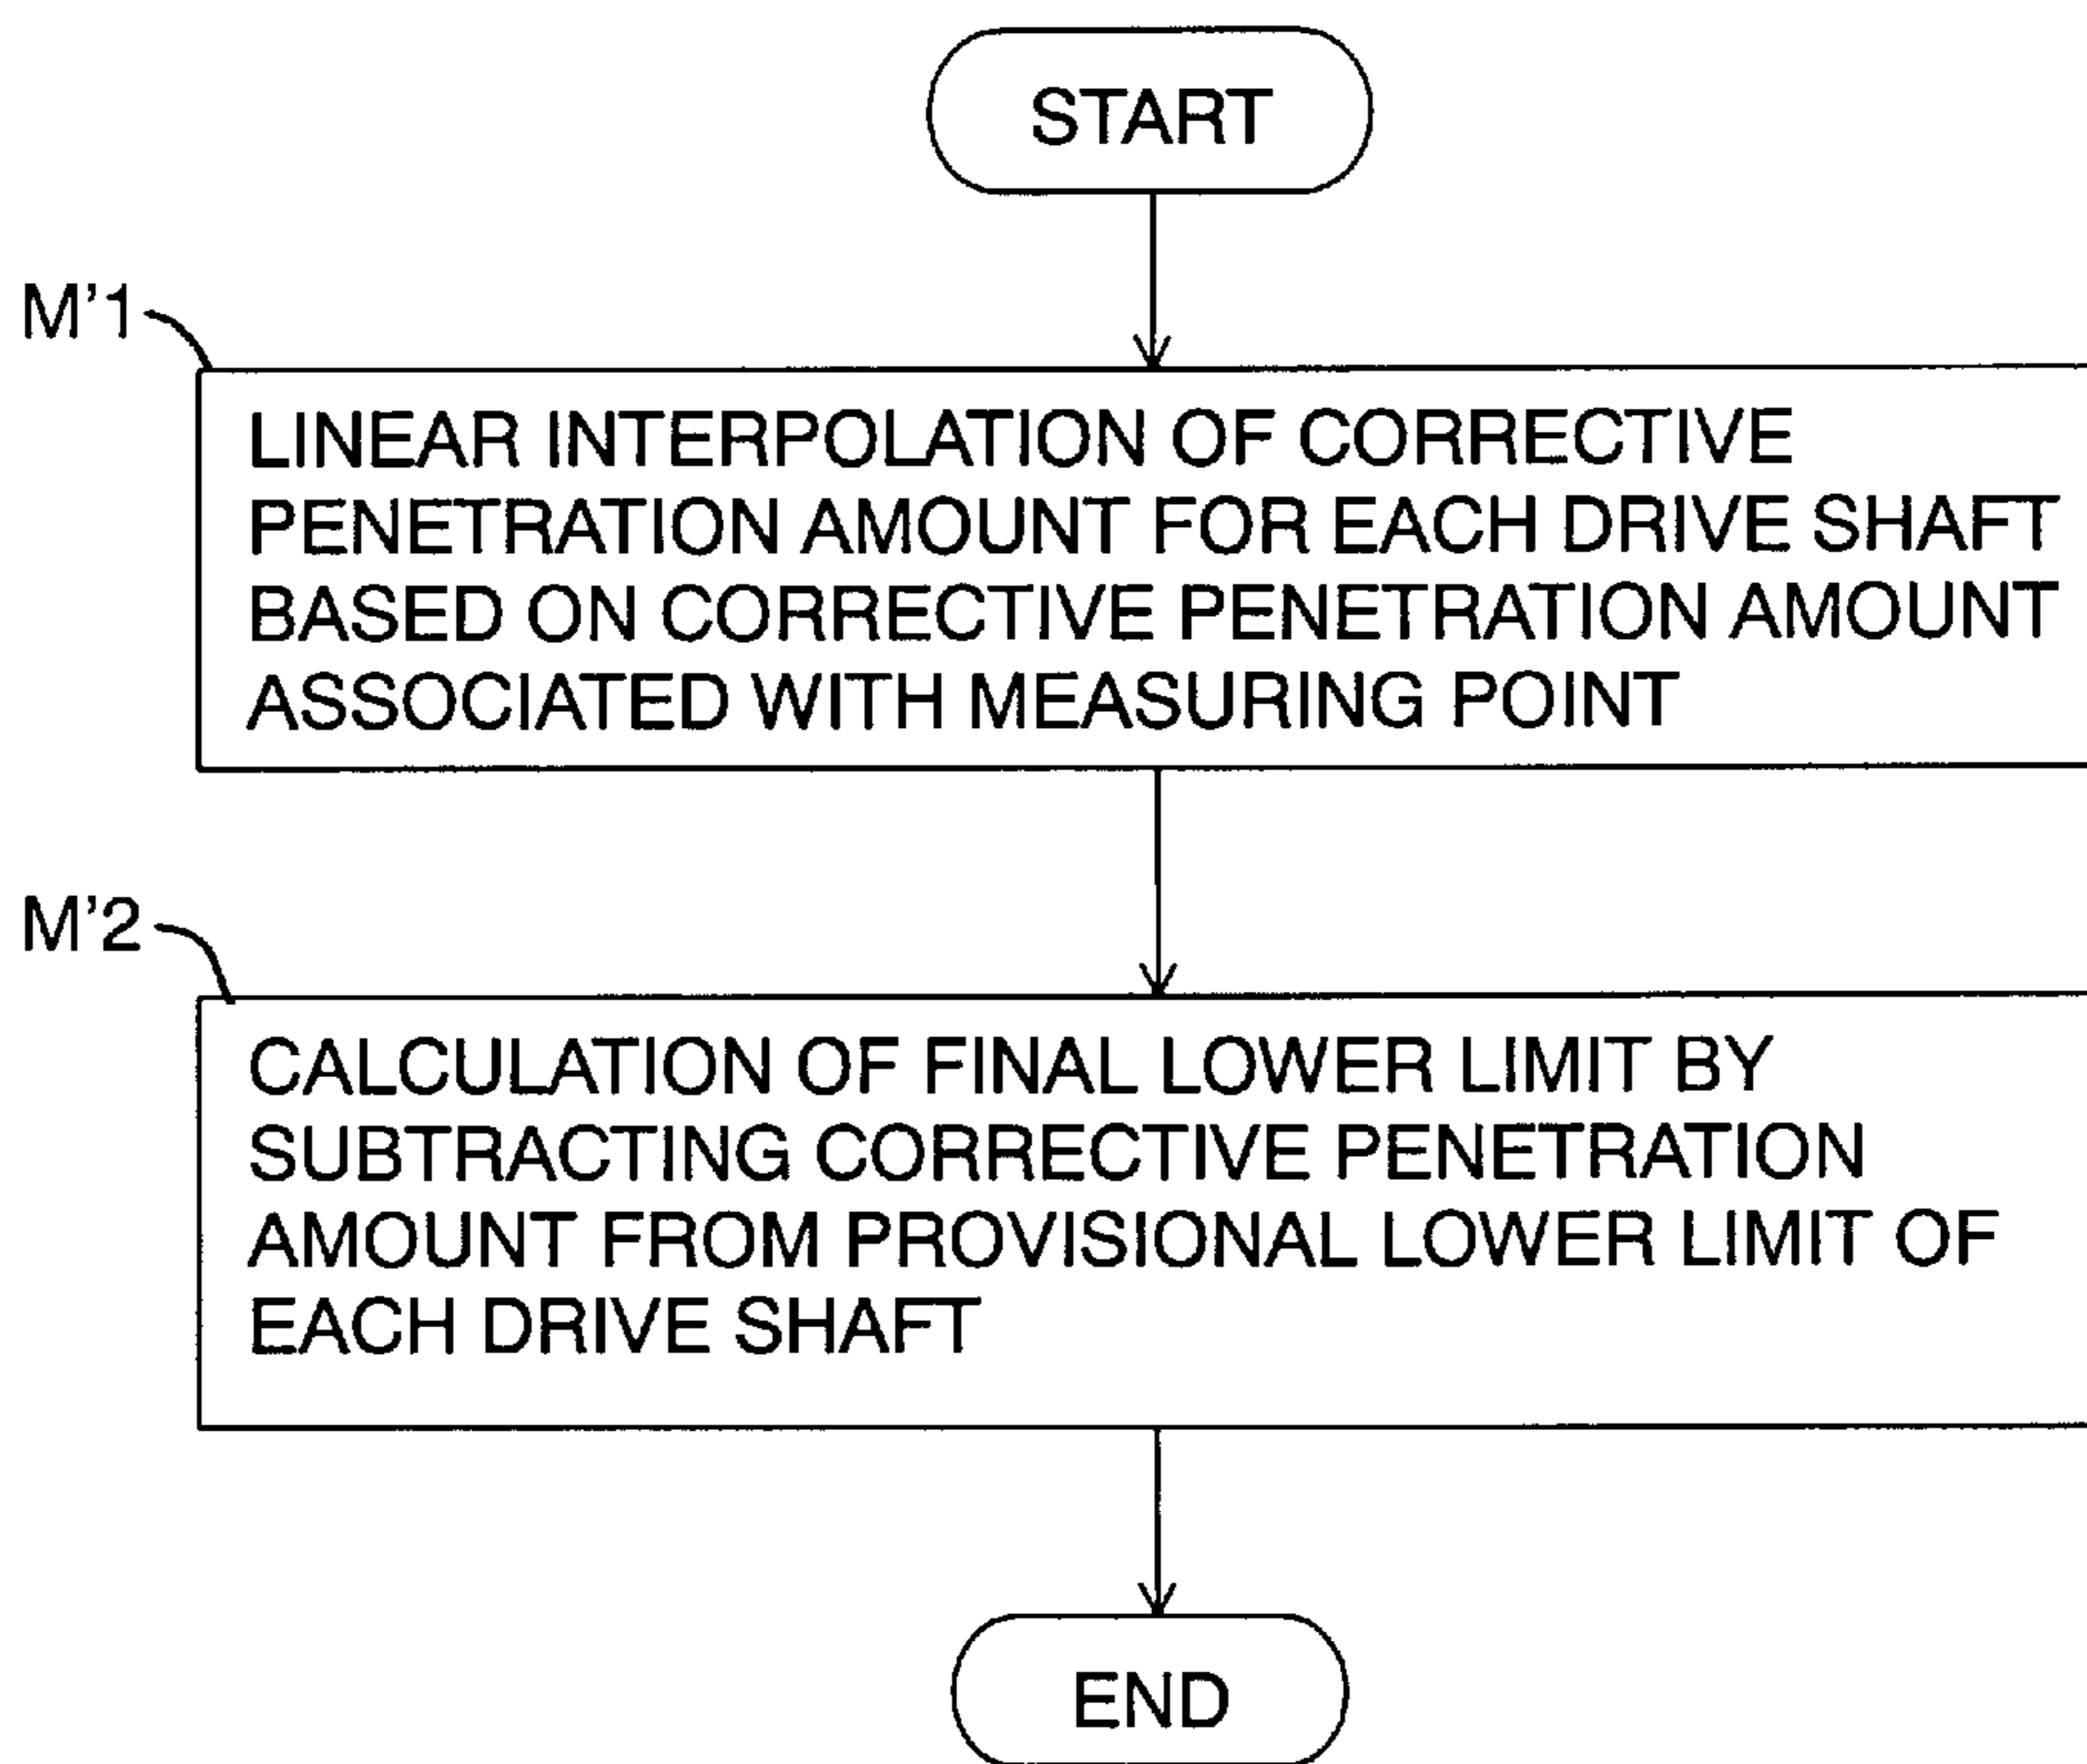 START
M'1
LINEAR INTERPOLATION OF CORRECTIVE
PENETRATION AMOUNT FOR EACH DRIVE SHAFT
BASED ON CORRECTIVE PENETRATION AMOUNT
ASSOCIATED WITH MEASURING POINT
M'2
CALCULATION OF FINAL LOWER LIMIT BY
SUBTRACTING CORRECTIVE PENETRATION
AMOUNT FROM PROVISIONAL LOWER LIMIT OF
EACH DRIVE SHAFT
END